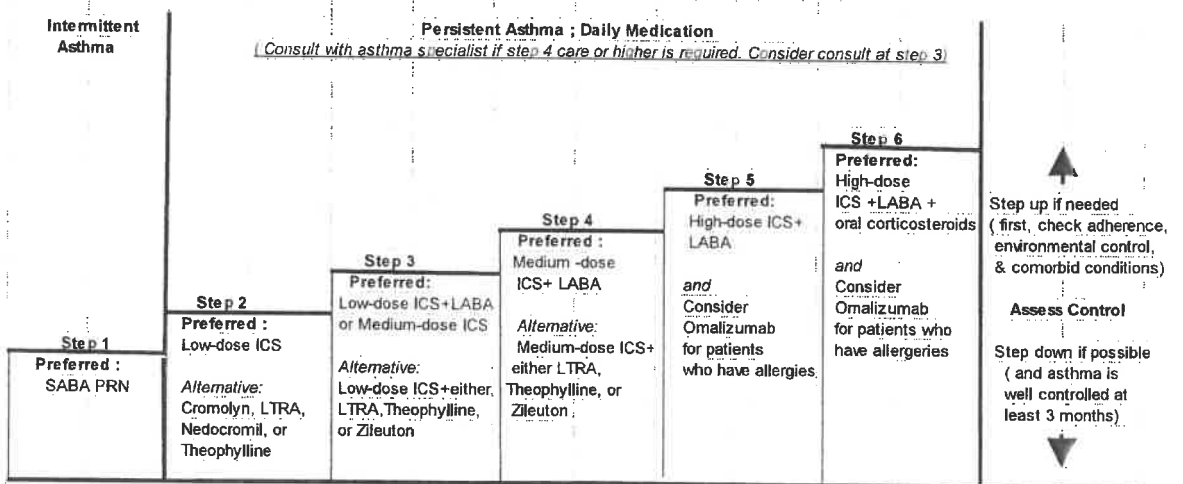 Intermittent
Asthma
Persistent Asthma ; Daily Medication
( Consult with asthma specialist if step 4 care or higher is required. Consider consult at step 3)
Step 1
Preferred :
SABA PRN
Step 2
Preferred :
Low-dose ICS
Alternative:
Cromolyn, LTRA,
Nedocromil, or
Theophylline
Step 3
Preferred:
Low-dose ICS+LABA
or Medium-dose ICS
Alternative:
Low-dose ICS+either,
LTRA,Theophylline,
or Zileuton
Step 4
Preferred :
Medium -dose
ICS+ LABA
Alternative:
Medium-dose ICS+
either LTRA,
Theophylline, or
Zileuton
Step 5
Preferred:
High-dose ICS+
LABA
and
Consider
Omalizumab
for patients
who have allergies
Step 6
Preferred:
High-dose
ICS +LABA +
oral corticosteroids
and
Consider
Omalizumab
for patients who
have allergeries
Step up if needed
( first, check adherence,
environmental control,
& comorbid conditions)
Assess Control
Step down if possible
( and asthma is
well controlled at
least 3 months)